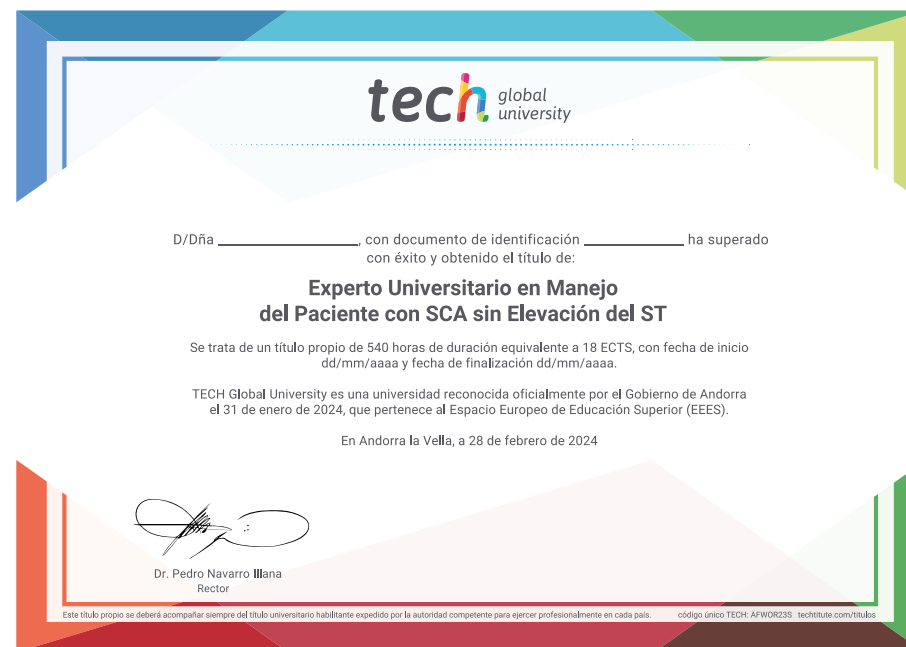 tech global university
D/Dña ____________________, con documento de identificación ______________ ha superado
con éxito y obtenido el título de:
Experto Universitario en Manejo
del Paciente con SCA sin Elevación del ST
Se trata de un título propio de 540 horas de duración equivalente a 18 ECTS, con fecha de inicio
dd/mm/aaaa y fecha de finalización dd/mm/aaaa.
TECH Global University es una universidad reconocida oficialmente por el Gobierno de Andorra
el 31 de enero de 2024, que pertenece al Espacio Europeo de Educación Superior (EEES).
En Andorra la Vella, a 28 de febrero de 2024
Dr. Pedro Navarro Illana
Rector
Este título propio se deberá acompañar siempre del título universitario habilitante expedido por la autoridad competente para ejercer profesionalmente en cada país. código único TECH: AFWOR23S techtitute.com/titulos